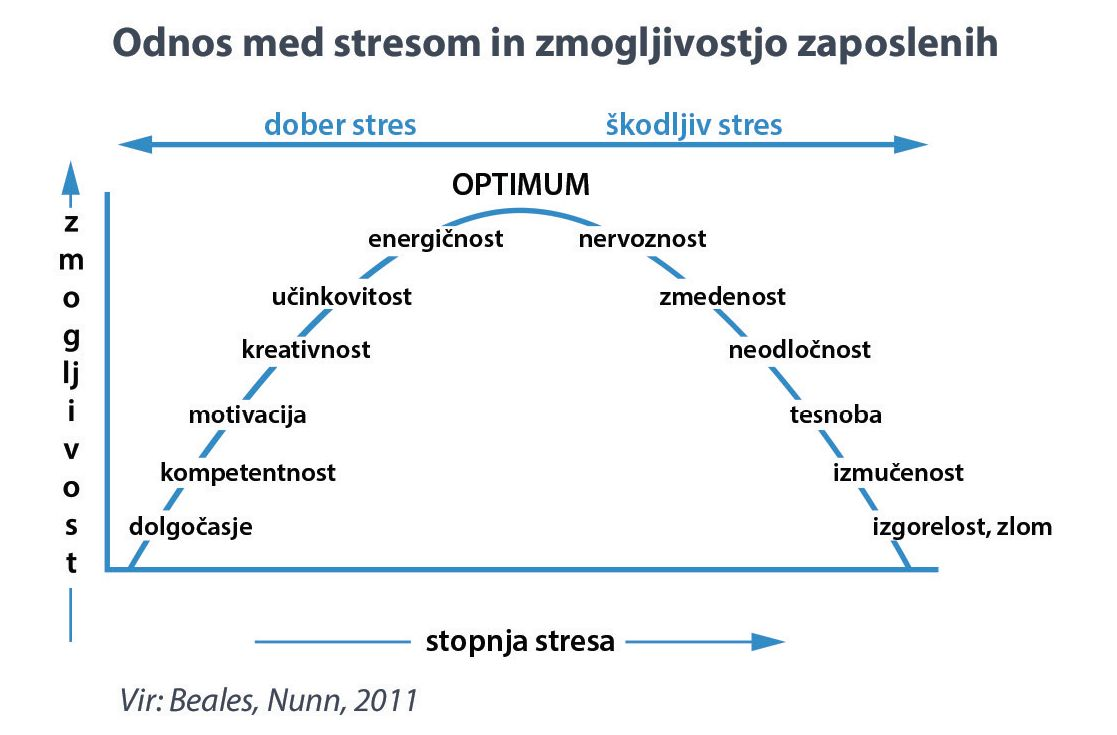 Odnos med stresom in zmogljivostjo zaposlenih
dober stres škodljiv stres
OPTIMUM
zmogljivost
energičnost nervoznost
učinkovitost zmedenost
kreativnost neodločnost
motivacija tesnoba
kompetentnost izmučenost
dolgočasje izgorelost, zlom
stopnja stresa
Vir: Beales, Nunn, 2011